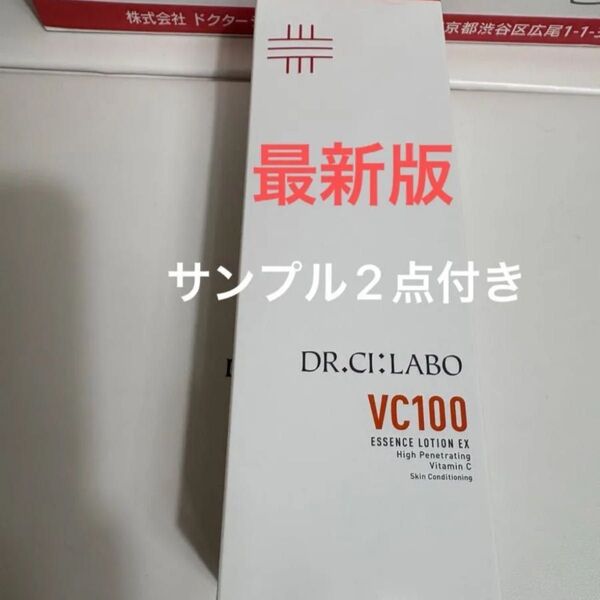 株式会社 ドクターシ
京都渋谷区広尾1-1-3
最新版
サンプル2点付き
DR.CI:LABO
VC100
ESSENCE LOTION EX
High Penetrating
Vitamin C
Skin Conditioning